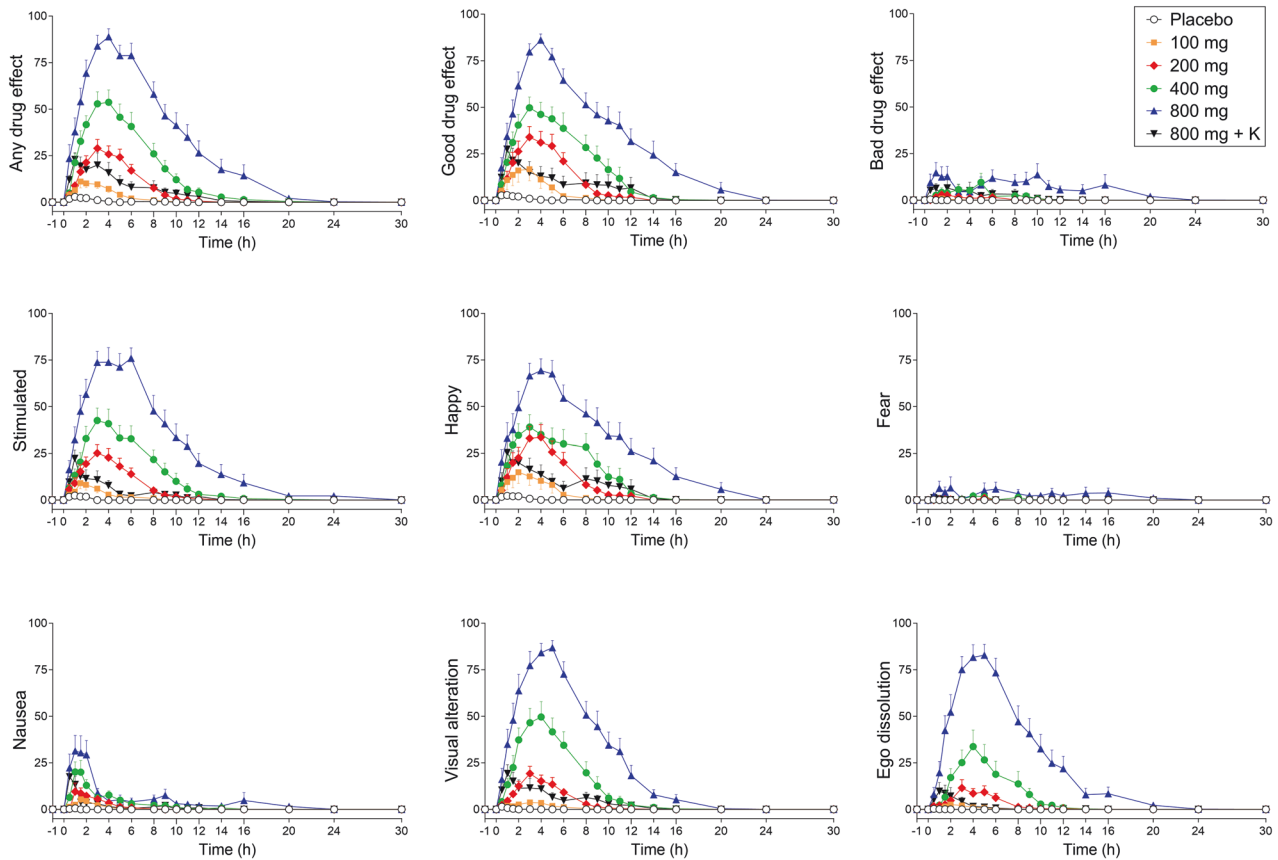 Any drug effect
100
75
50
25
0
-1 0 2 4 6 8 10 12 14 16 20 24 30
Time (h)
Good drug effect
100
75
50
25
0
-1 0 2 4 6 8 10 12 14 16 20 24 30
Time (h)
Bad drug effect
100
75
50
25
0
-1 0 2 4 6 8 10 12 14 16 20 24 30
Time (h)
Placebo
100 mg
200 mg
400 mg
800 mg
800 mg + K
Stimulated
100
75
50
25
0
-1 0 2 4 6 8 10 12 14 16 20 24 30
Time (h)
Happy
100
75
50
25
0
-1 0 2 4 6 8 10 12 14 16 20 24 30
Time (h)
Fear
100
75
50
25
0
-1 0 2 4 6 8 10 12 14 16 20 24 30
Time (h)
Nausea
100
75
50
25
0
-1 0 2 4 6 8 10 12 14 16 20 24 30
Time (h)
Visual alteration
100
75
50
25
0
-1 0 2 4 6 8 10 12 14 16 20 24 30
Time (h)
Ego dissolution
100
75
50
25
0
-1 0 2 4 6 8 10 12 14 16 20 24 30
Time (h)